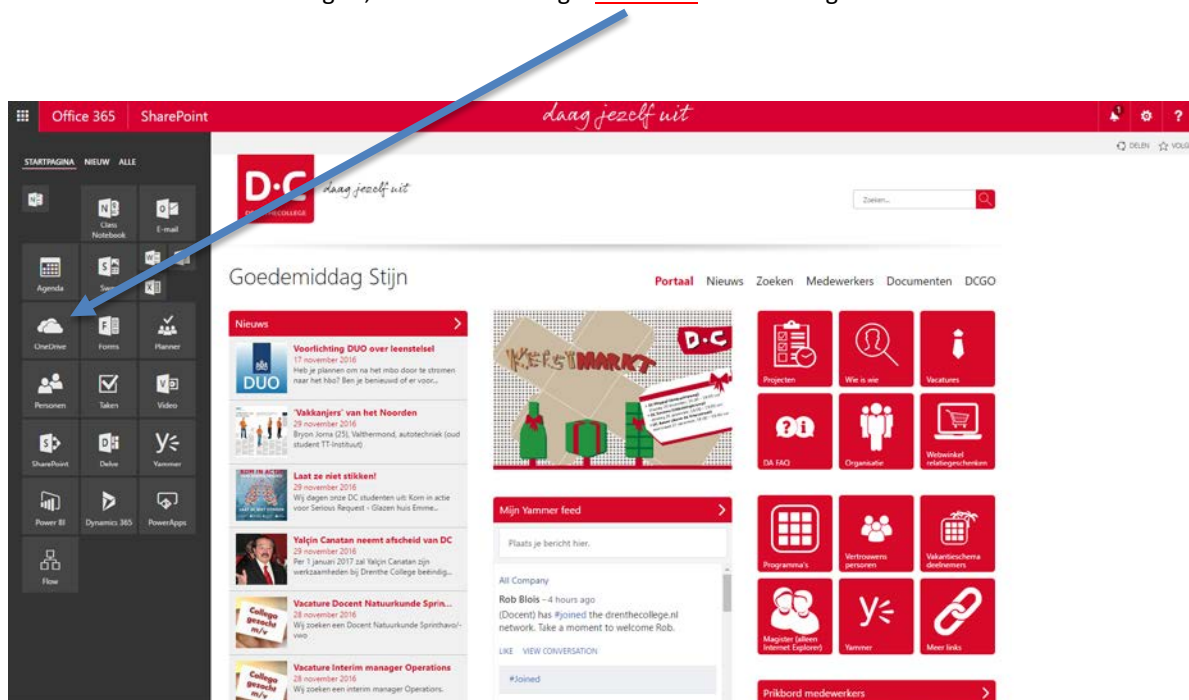 Office 365
SharePoint
daag jezelf uit
1
?
DELEN
VOLG
STARTPAGINA NIEUW ALLE
Class
Notebook
E-mail
Agenda
OneDrive
Forms
Planner
Personen
Taken
Video
SharePoint
Delve
Yammer
Power BI
Dynamics 365
PowerApps
Flow
D·C
daag jezelf uit
Zoeken...
Goedemiddag Stijn
Portaal Nieuws Zoeken Medewerkers Documenten DCGO
Nieuws
DUO
Voorlichting DUO over leenstelsel
17 november 2016
Heb je plannen om na het mbo door te stromen
naar het hbo? Ben je benieuwd of er voor...
'Vakkanjers' van het Noorden
29 november 2016
Bryon Jorna (25), Valthermond, autotechniek (oud
student TT-Instituut)
Laat ze niet stikken!
29 november 2016
Wij dagen onze DC studenten uit: Kom in actie
voor Serious Request - Glazen huis Emme...
Yalçin Canatan neemt afscheid van DC
29 november 2016
Per 1 januari 2017 zal Yalçin Canatan zijn
werkzaamheden bij Drenthe College beëindig...
College
gezocht
m/v
Vacature Docent Natuurkunde Sprin...
28 november 2016
Wij zoeken een Docent Natuurkunde Sprinthavo/-
vwo
College
gezocht
m/v
Vacature Interim manager Operations
28 november 2016
Wij zoeken een interim manager Operations.
KERSTMARKT
D·C
Mijn Yammer feed
Plaats je bericht hier.
All Company
Rob Blois – 4 hours ago
(Docent) has #joined the drenthecollege.nl
network. Take a moment to welcome Rob.
LIKE VIEW CONVERSATION
#Joined
Projecten
Wie is wie
Vacatures
DA FAQ
Organisatie
Webwinkel
relatiegeschenken
Programma's
Vertrouwens
personen
Vakantieschema
deelnemers
Magister (alleen
Internet Explorer)
Yammer
Meer links
Prikbord medewerkers